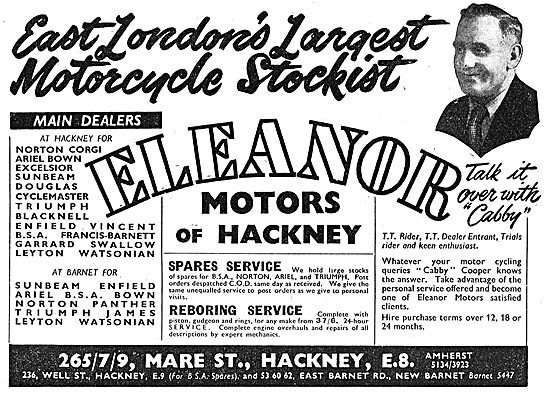 East London's Largest
Motorcycle Stockist
MAIN DEALERS
AT HACKNEY FOR
NORTON CORGI
ARIEL BOWN
EXCELSIOR
SUNBEAM
DOUGLAS
CYCLEMASTER
TRIUMPH
BLACKNELL
ENFIELD VINCENT
B.S.A. FRANCIS-BARNETT
GARRARD SWALLOW
LEYTON WATSONIAN
AT BARNET FOR
SUNBEAM ENFIELD
ARIEL B.S.A. BOWN
NORTON PANTHER
TRIUMPH JAMES
LEYTON WATSONIAN
ELEANOR
MOTORS
OF HACKNEY
SPARES SERVICE We hold large stocks
of spares for B.S.A., NORTON, ARIEL, and TRIUMPH, Post
orders despatched C.O.D. same day as received. We give the
same unequalled service to post orders as we give to personal
visits.
REBORING SERVICE Complete with
piston, gudgeon and rings, for any make from 37/6. 24-hour
SERVICE. Complete engine overhauls and repairs of all
descriptions by expert mechanics.
Talk it
over with
"Cabby"
T.T. Rider, T.T. Dealer Entrant, Trials
rider and keen enthusiast.
Whatever your motor cycling
queries "Cabby" Cooper knows
the answer. Take advantage of the
personal service offered and become
one of Eleanor Motors satisfied
clients.
Hire purchase terms over 12, 18 or
24 months.
265/7/9, MARE ST., HACKNEY, E.8. AMHERST
5134/3923
236, WELL ST., HACKNEY, E.9 (For B.S.A. Spares). and 53 60 62, EAST BARNET RD., NEW BARNET Barnet 5447